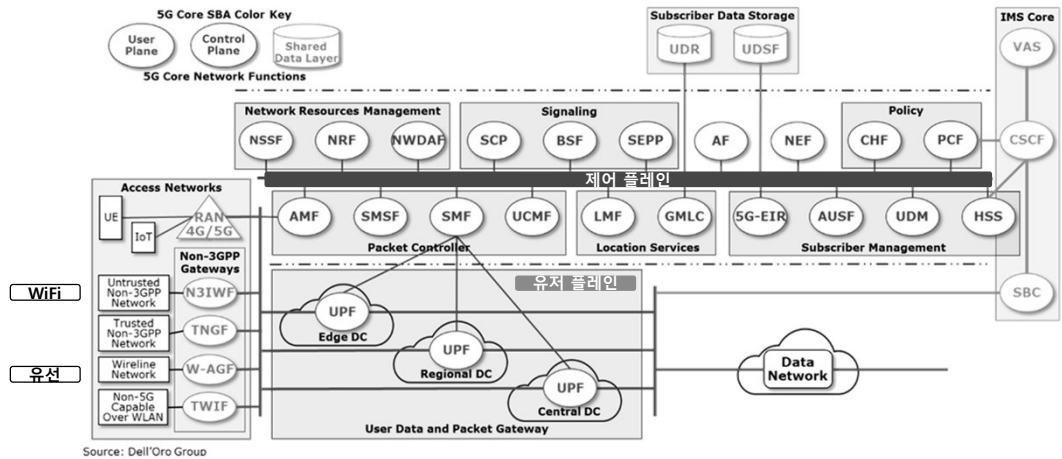 5G Core SBA Color Key
User
Plane
Control
Plane
Shared
Data Layer
5G Core Network Functions
Subscriber Data Storage
UDR
UDSF
IMS Core
VAS
CSCF
SBC
Network Resources Management
NSSF
NRF
NWDAF
Signaling
SCP
BSF
SEPP
AF
NEF
Policy
CHF
PCF
제어 플레인
Access Networks
UE
IoT
RAN
4G/5G
AMF
SMSF
SMF
UCMF
Packet Controller
LMF
GMLC
Location Services
5G-EIR
AUSF
UDM
HSS
Subscriber Management
Non-3GPP
Gateways
WiFi
Untrusted
Non-3GPP
Network
N3IWF
Trusted
Non-3GPP
Network
TNGF
유선
Wireline
Network
W-AGF
Non-5G
Capable
Over WLAN
TWIF
유저 플레인
UPF
Edge DC
UPF
Regional DC
UPF
Central DC
User Data and Packet Gateway
Data
Network
Source: Dell'Oro Group